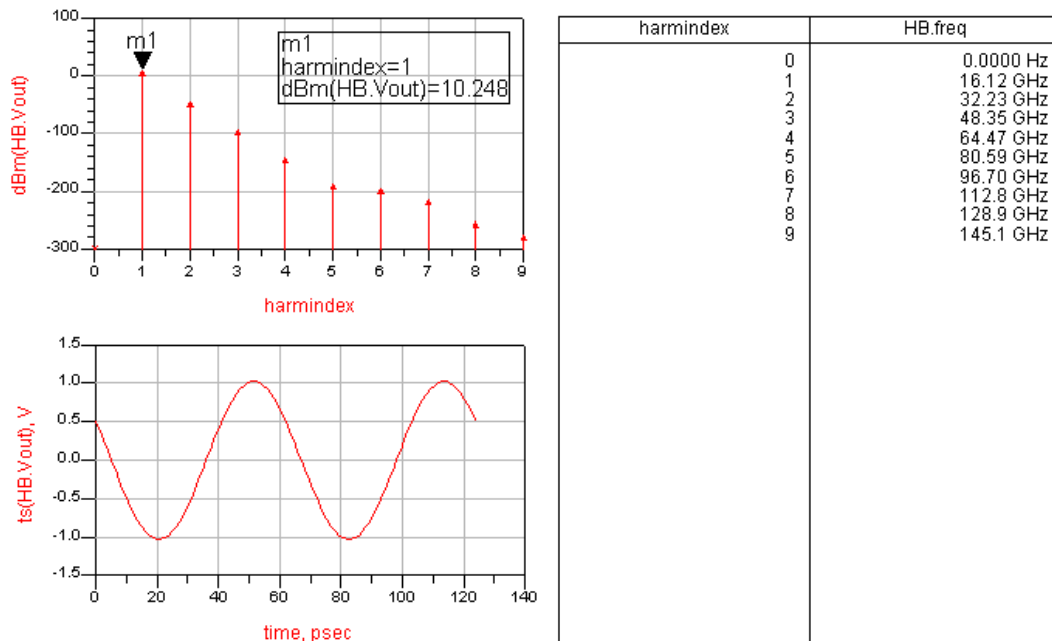 100
0
-100
-200
-300
dBm(HB.Vout)
m1
m1
harmindex=1
dBm(HB.Vout)=10.248
0 1 2 3 4 5 6 7 8 9
harmindex
1.5
1.0
0.5
0.0
-0.5
-1.0
-1.5
ts(HB.Vout), V
0 20 40 60 80 100 120 140
time, psec
harmindex HB.freq
0 0.0000 Hz
1 16.12 GHz
2 32.23 GHz
3 48.35 GHz
4 64.47 GHz
5 80.59 GHz
6 96.70 GHz
7 112.8 GHz
8 128.9 GHz
9 145.1 GHz